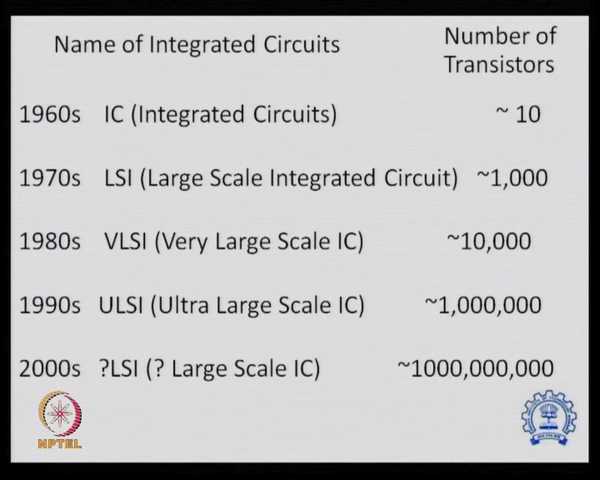 Name of Integrated Circuits
Number of
Transistors
1960s IC (Integrated Circuits) ~ 10
1970s LSI (Large Scale Integrated Circuit) ~1,000
1980s VLSI (Very Large Scale IC) ~10,000
1990s ULSI (Ultra Large Scale IC) ~1,000,000
2000s ?LSI (? Large Scale IC) ~1000,000,000
NPTEL